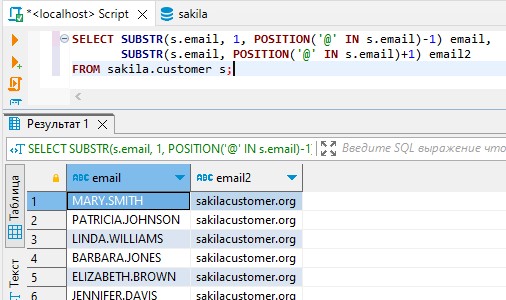 *<localhost> Script
sakila
SELECT SUBSTR(s.email, 1, POSITION('@' IN s.email)-1) email,
SUBSTR(s.email, POSITION('@' IN s.email)+1) email2
FROM sakila.customer s;
Результат 1
SELECT SUBSTR(s.email, 1, POSITION('@' IN s.email)-1)
Введите SQL выражение что
Таблица
Текст
ABC email ABC email2
1 MARY.SMITH sakilacustomer.org
2 PATRICIA.JOHNSON sakilacustomer.org
3 LINDA.WILLIAMS sakilacustomer.org
4 BARBARA.JONES sakilacustomer.org
5 ELIZABETH.BROWN sakilacustomer.org
6 JENNIFER.DAVIS sakilacustomer.org